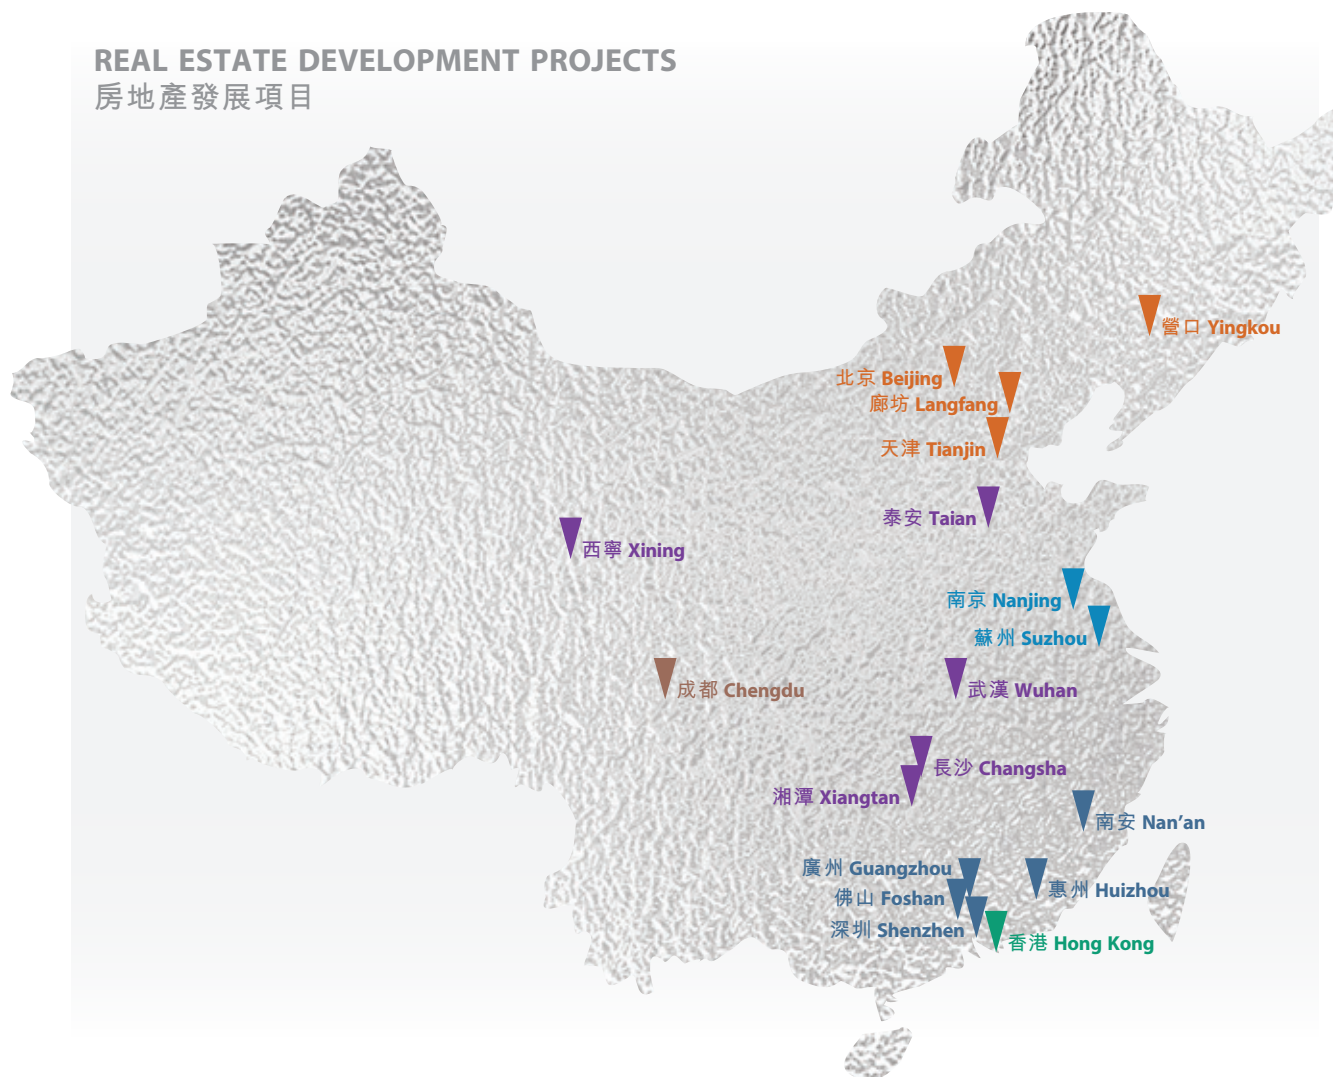 REAL ESTATE DEVELOPMENT PROJECTS
房地產發展項目
營口 Yingkou
北京 Beijing
廊坊 Langfang
天津 Tianjin
泰安 Taian
西寧 Xining
南京 Nanjing
蘇州 Suzhou
成都 Chengdu
武漢 Wuhan
長沙 Changsha
湘潭 Xiangtan
南安 Nan’an
廣州 Guangzhou
佛山 Foshan
惠州 Huizhou
深圳 Shenzhen
香港 Hong Kong